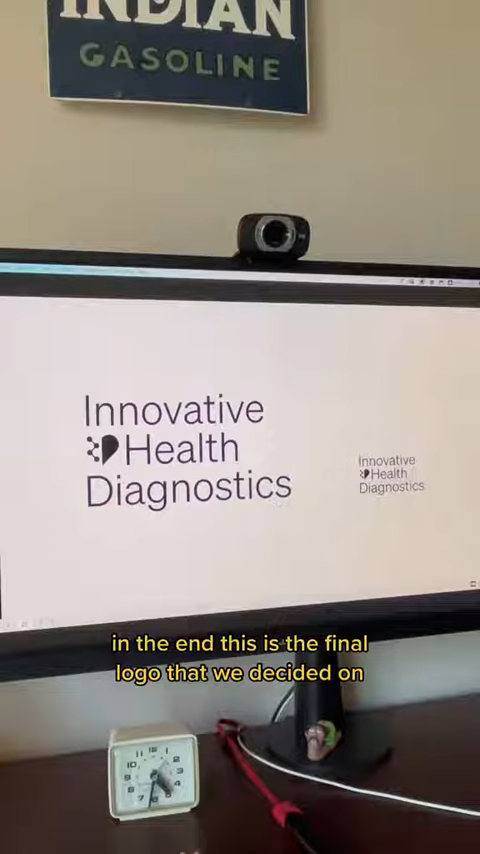 INDIAN
GASOLINE
Innovative
Health
Diagnostics
Innovative
Health
Diagnostics
in the end this is the final
logo that we decided on